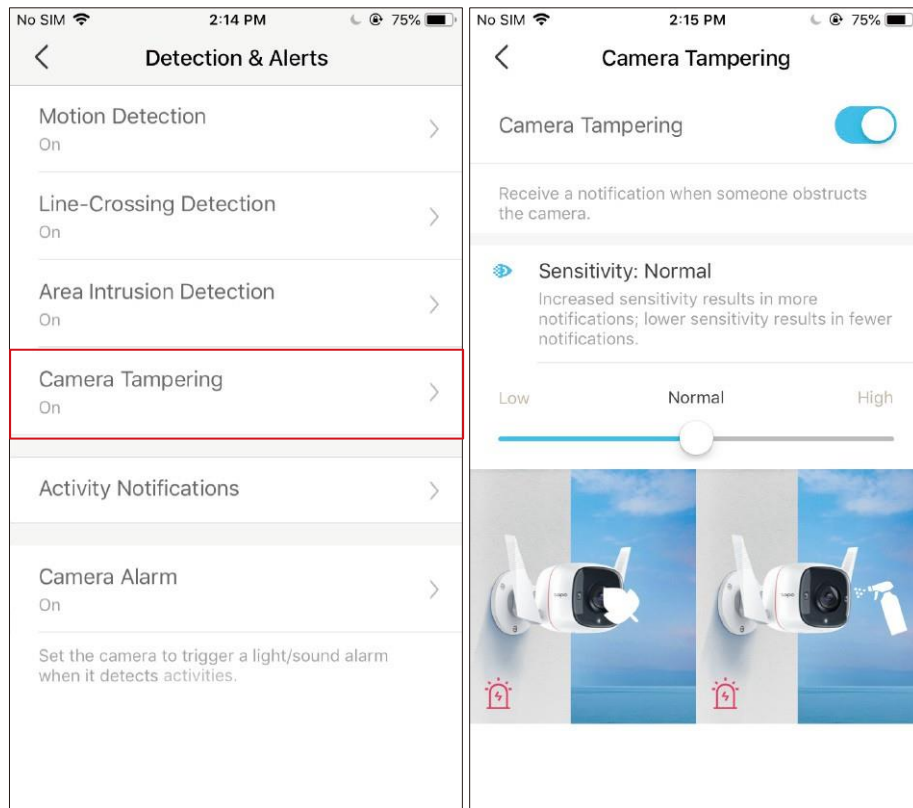 No SIM 2:14 PM 75%
Detection & Alerts
Motion Detection
On
Line-Crossing Detection
On
Area Intrusion Detection
On
Camera Tampering
On
Activity Notifications
Camera Alarm
On
Set the camera to trigger a light/sound alarm
when it detects activities.
No SIM 2:15 PM 75%
Camera Tampering
Camera Tampering
Receive a notification when someone obstructs
the camera.
Sensitivity: Normal
Increased sensitivity results in more
notifications; lower sensitivity results in fewer
notifications.
Low Normal High
tapo
tapo